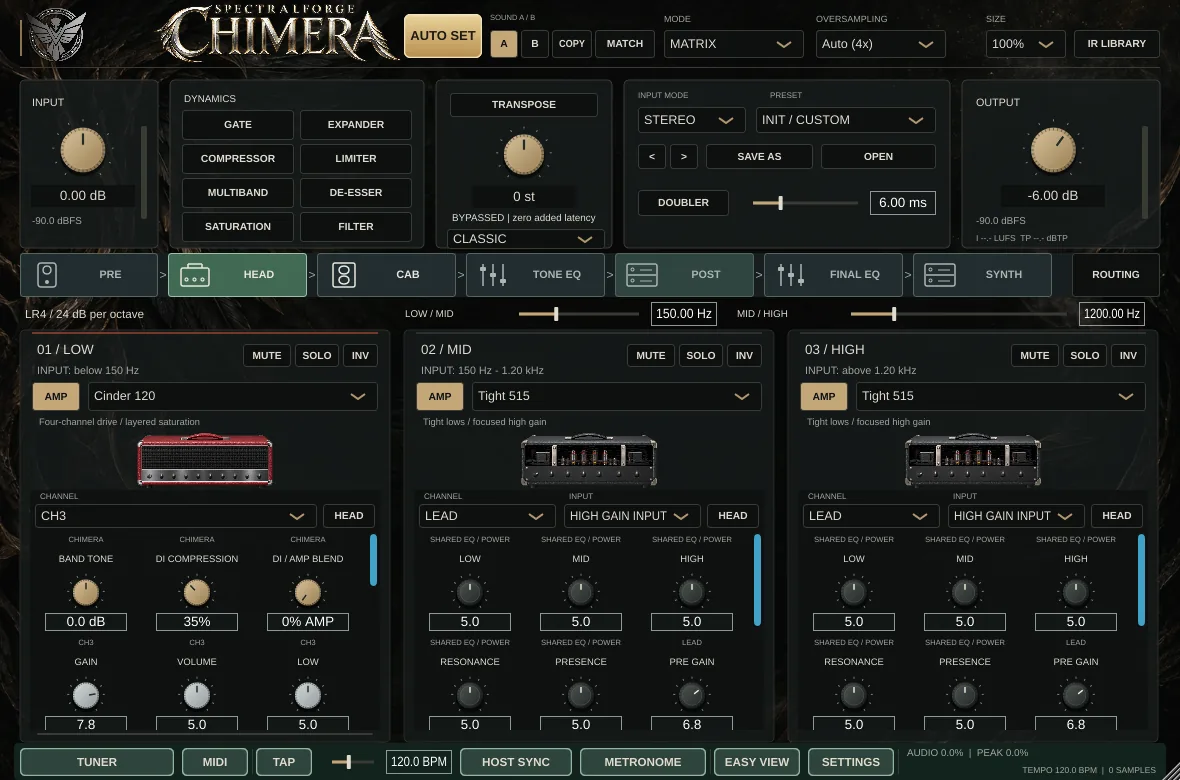 SPECTRALFORGE
CHIMERA
AUTO SET
SOUND A / B
A B COPY MATCH
MODE
MATRIX
OVERSAMPLING
Auto (4x)
SIZE
100%
IR LIBRARY
INPUT
0.00 dB
-90.0 dBFS
DYNAMICS
GATE EXPANDER
COMPRESSOR LIMITER
MULTIBAND DE-ESSER
SATURATION FILTER
TRANSPOSE
0 st
BYPASSED | zero added latency
CLASSIC
INPUT MODE PRESET
STEREO INIT / CUSTOM
< > SAVE AS OPEN
DOUBLER 6.00 ms
OUTPUT
-6.00 dB
-90.0 dBFS
I --.- LUFS TP --.- dBTP
PRE > HEAD > CAB > TONE EQ > POST > FINAL EQ > SYNTH ROUTING
LR4 / 24 dB per octave LOW / MID 150.00 Hz MID / HIGH 1200.00 Hz
01 / LOW
MUTE SOLO INV
INPUT: below 150 Hz
AMP Cinder 120
Four-channel drive / layered saturation
CHANNEL
CH3 HEAD
CHIMERA CHIMERA CHIMERA
BAND TONE DI COMPRESSION DI / AMP BLEND
0.0 dB 35% 0% AMP
CH3 CH3 CH3
GAIN VOLUME LOW
7.8 5.0 5.0
02 / MID
MUTE SOLO INV
INPUT: 150 Hz - 1.20 kHz
AMP Tight 515
Tight lows / focused high gain
CHANNEL INPUT
LEAD HIGH GAIN INPUT HEAD
SHARED EQ / POWER SHARED EQ / POWER SHARED EQ / POWER
LOW MID HIGH
5.0 5.0 5.0
SHARED EQ / POWER SHARED EQ / POWER LEAD
RESONANCE PRESENCE PRE GAIN
5.0 5.0 6.8
03 / HIGH
MUTE SOLO INV
INPUT: above 1.20 kHz
AMP Tight 515
Tight lows / focused high gain
CHANNEL INPUT
LEAD HIGH GAIN INPUT HEAD
SHARED EQ / POWER SHARED EQ / POWER SHARED EQ / POWER
LOW MID HIGH
5.0 5.0 5.0
SHARED EQ / POWER SHARED EQ / POWER LEAD
RESONANCE PRESENCE PRE GAIN
5.0 5.0 6.8
TUNER MIDI TAP 120.0 BPM HOST SYNC METRONOME EASY VIEW SETTINGS
AUDIO 0.0% | PEAK 0.0%
TEMPO 120.0 BPM | 0 SAMPLES